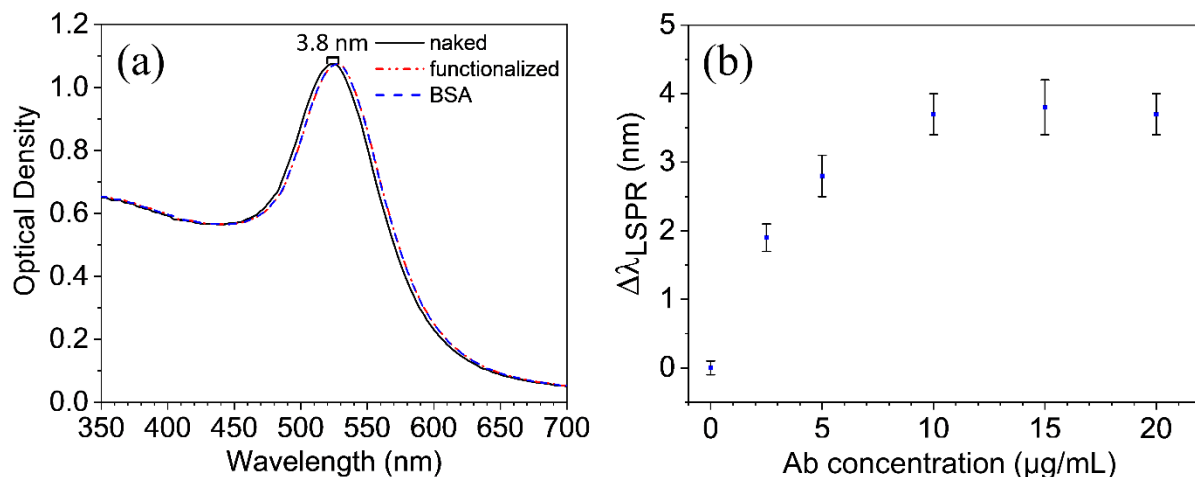 (a)
3.8 nm
naked
functionalized
BSA
Optical Density
1.2
1.0
0.8
0.6
0.4
0.2
0.0
350 400 450 500 550 600 650 700
Wavelength (nm)
(b)
ΔλLSPR (nm)
5
4
3
2
1
0
0 5 10 15 20
Ab concentration (µg/mL)